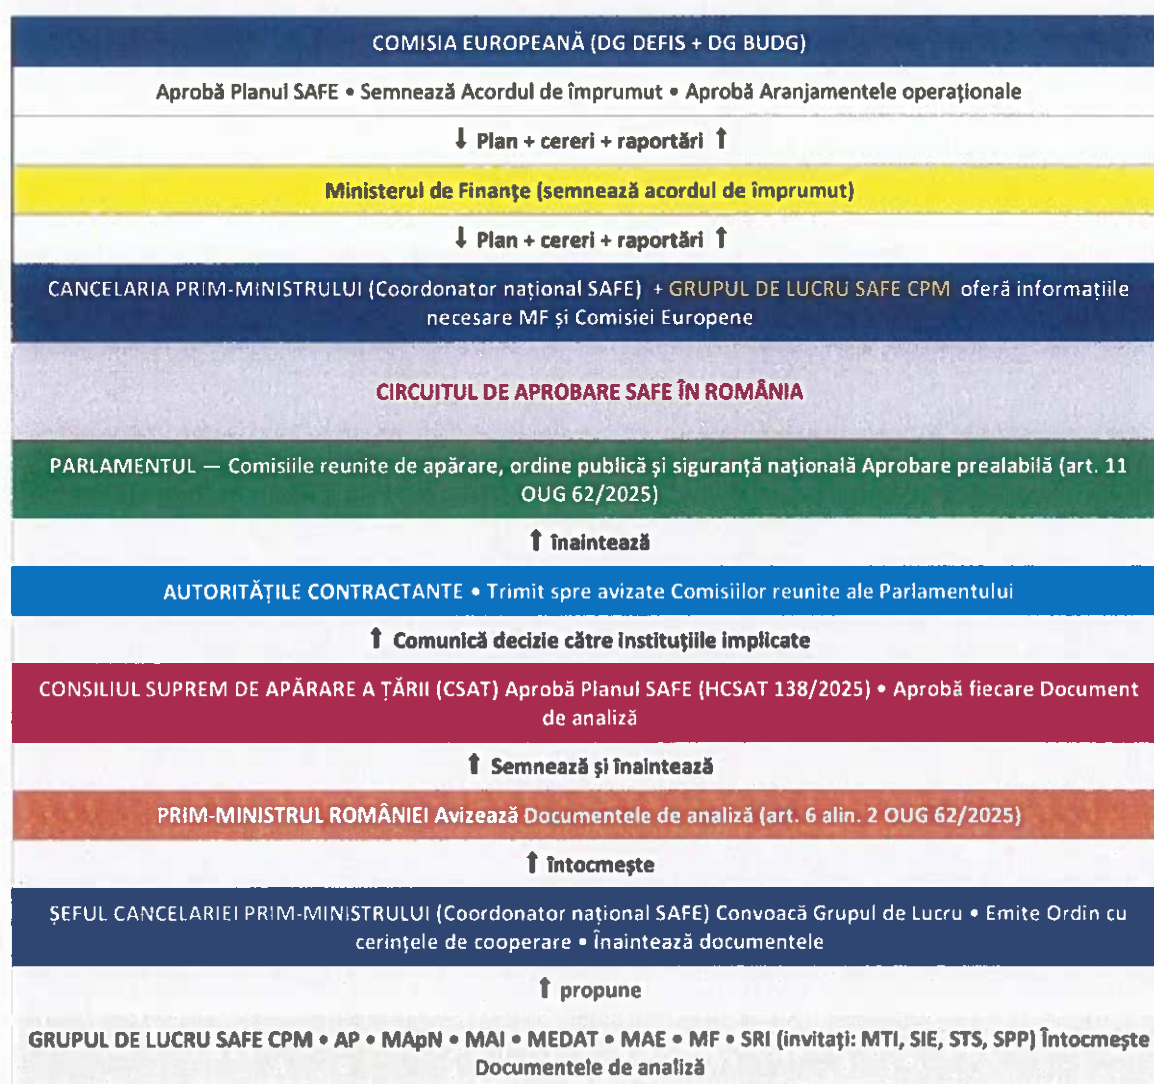 COMISIA EUROPEANĂ (DG DEFIS + DG BUDG)
Aprobă Planul SAFE • Semnează Acordul de împrumut • Aprobă Aranjamentele operaționale
↓ Plan + cereri + raportări ↑
Ministerul de Finanțe (semnează acordul de împrumut)
↓ Plan + cereri + raportări ↑
CANCELARIA PRIM-MINISTRULUI (Coordonator național SAFE) + GRUPUL DE LUCRU SAFE CPM oferă informațiile
necesare MF și Comisiei Europene
CIRCUITUL DE APROBARE SAFE ÎN ROMÂNIA
PARLAMENTUL — Comisiile reunite de apărare, ordine publică și siguranță națională Aprobare prealabilă (art. 11
OUG 62/2025)
↑ înaintează
AUTORITĂȚILE CONTRACTANTE • Trimit spre avizate Comisiilor reunite ale Parlamentului
↑ Comunică decizie către instituțiile implicate
CONSILIUL SUPREM DE APĂRARE A ȚĂRII (CSAT) Aprobă Planul SAFE (HCSAT 138/2025) • Aprobă fiecare Document
de analiză
↑ Semnează și înaintează
PRIM-MINISTRUL ROMÂNIEI Avizează Documentele de analiză (art. 6 alin. 2 OUG 62/2025)
↑ întocmește
ȘEFUL CANCELARIEI PRIM-MINISTRULUI (Coordonator național SAFE) Convoacă Grupul de Lucru • Emite Ordin cu
cerințele de cooperare • Înaintează documentele
↑ propune
GRUPUL DE LUCRU SAFE CPM • AP • MApN • MAI • MEDAT • MAE • MF • SRI (invitați: MTI, SIE, STS, SPP) Întocmește
Documentele de analiză